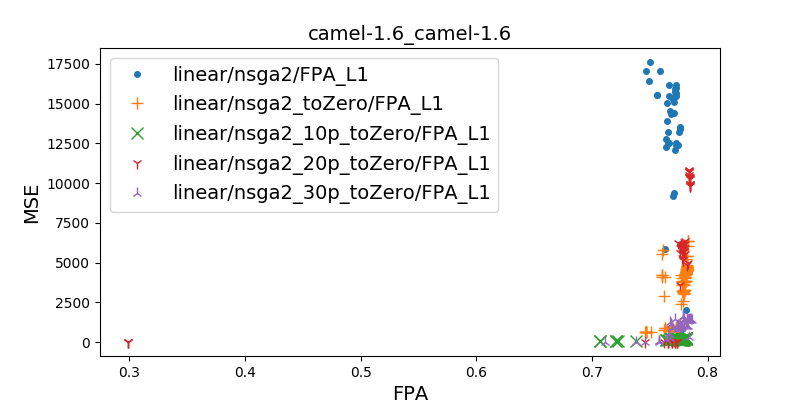 camel-1.6_camel-1.6
linear/nsga2/FPA_L1
linear/nsga2_toZero/FPA_L1
linear/nsga2_10p_toZero/FPA_L1
linear/nsga2_20p_toZero/FPA_L1
linear/nsga2_30p_toZero/FPA_L1
MSE
17500
15000
12500
10000
7500
5000
2500
0
0.3 0.4 0.5 0.6 0.7 0.8
FPA